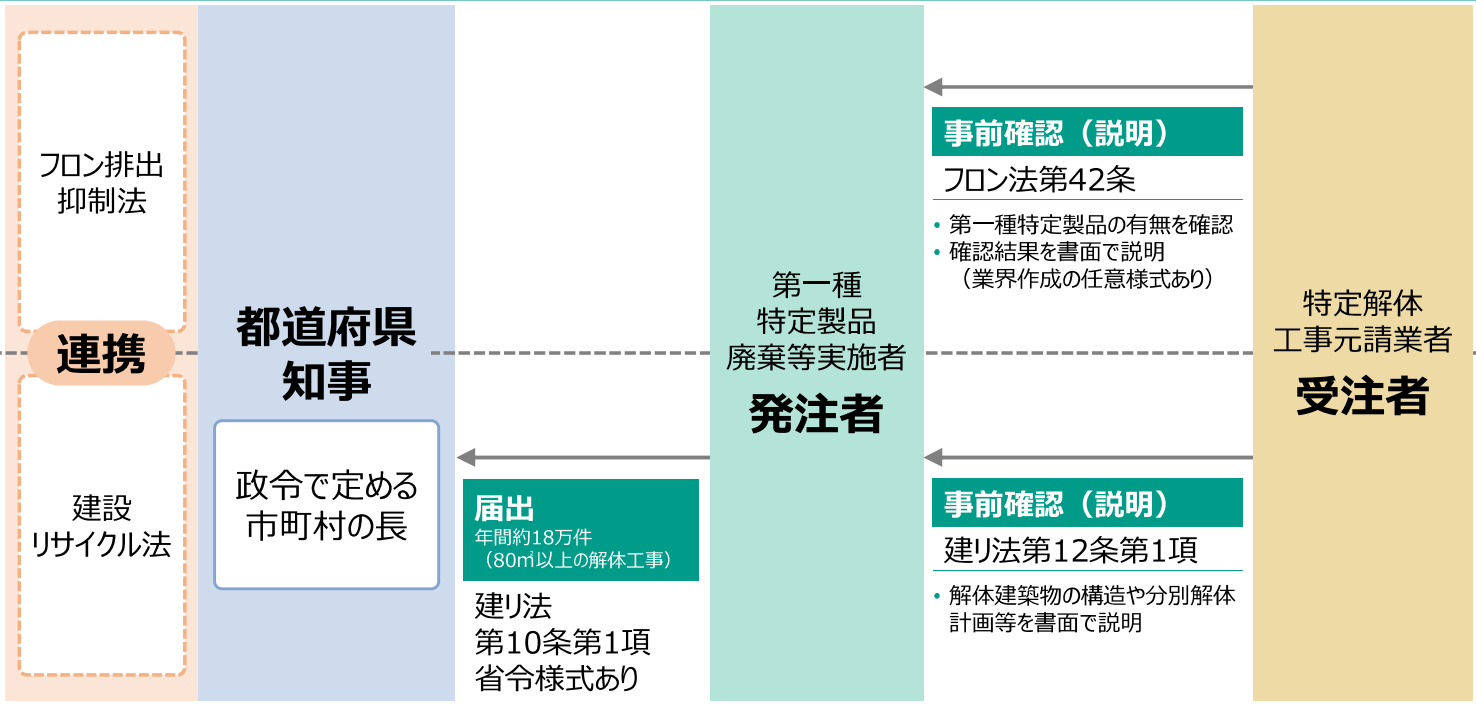 フロン排出
抑制法
連携
建設
リサイクル法
都道府県
知事
政令で定める
市町村の長
届出
年間約18万件
（80㎡以上の解体工事）
建リ法
第10条第1項
省令様式あり
第一種
特定製品
廃棄等実施者
発注者
事前確認（説明）
フロン法第42条
• 第一種特定製品の有無を確認
• 確認結果を書面で説明
（業界作成の任意様式あり）
事前確認（説明）
建リ法第12条第1項
• 解体建築物の構造や分別解体
計画等を書面で説明
特定解体
工事元請業者
受注者